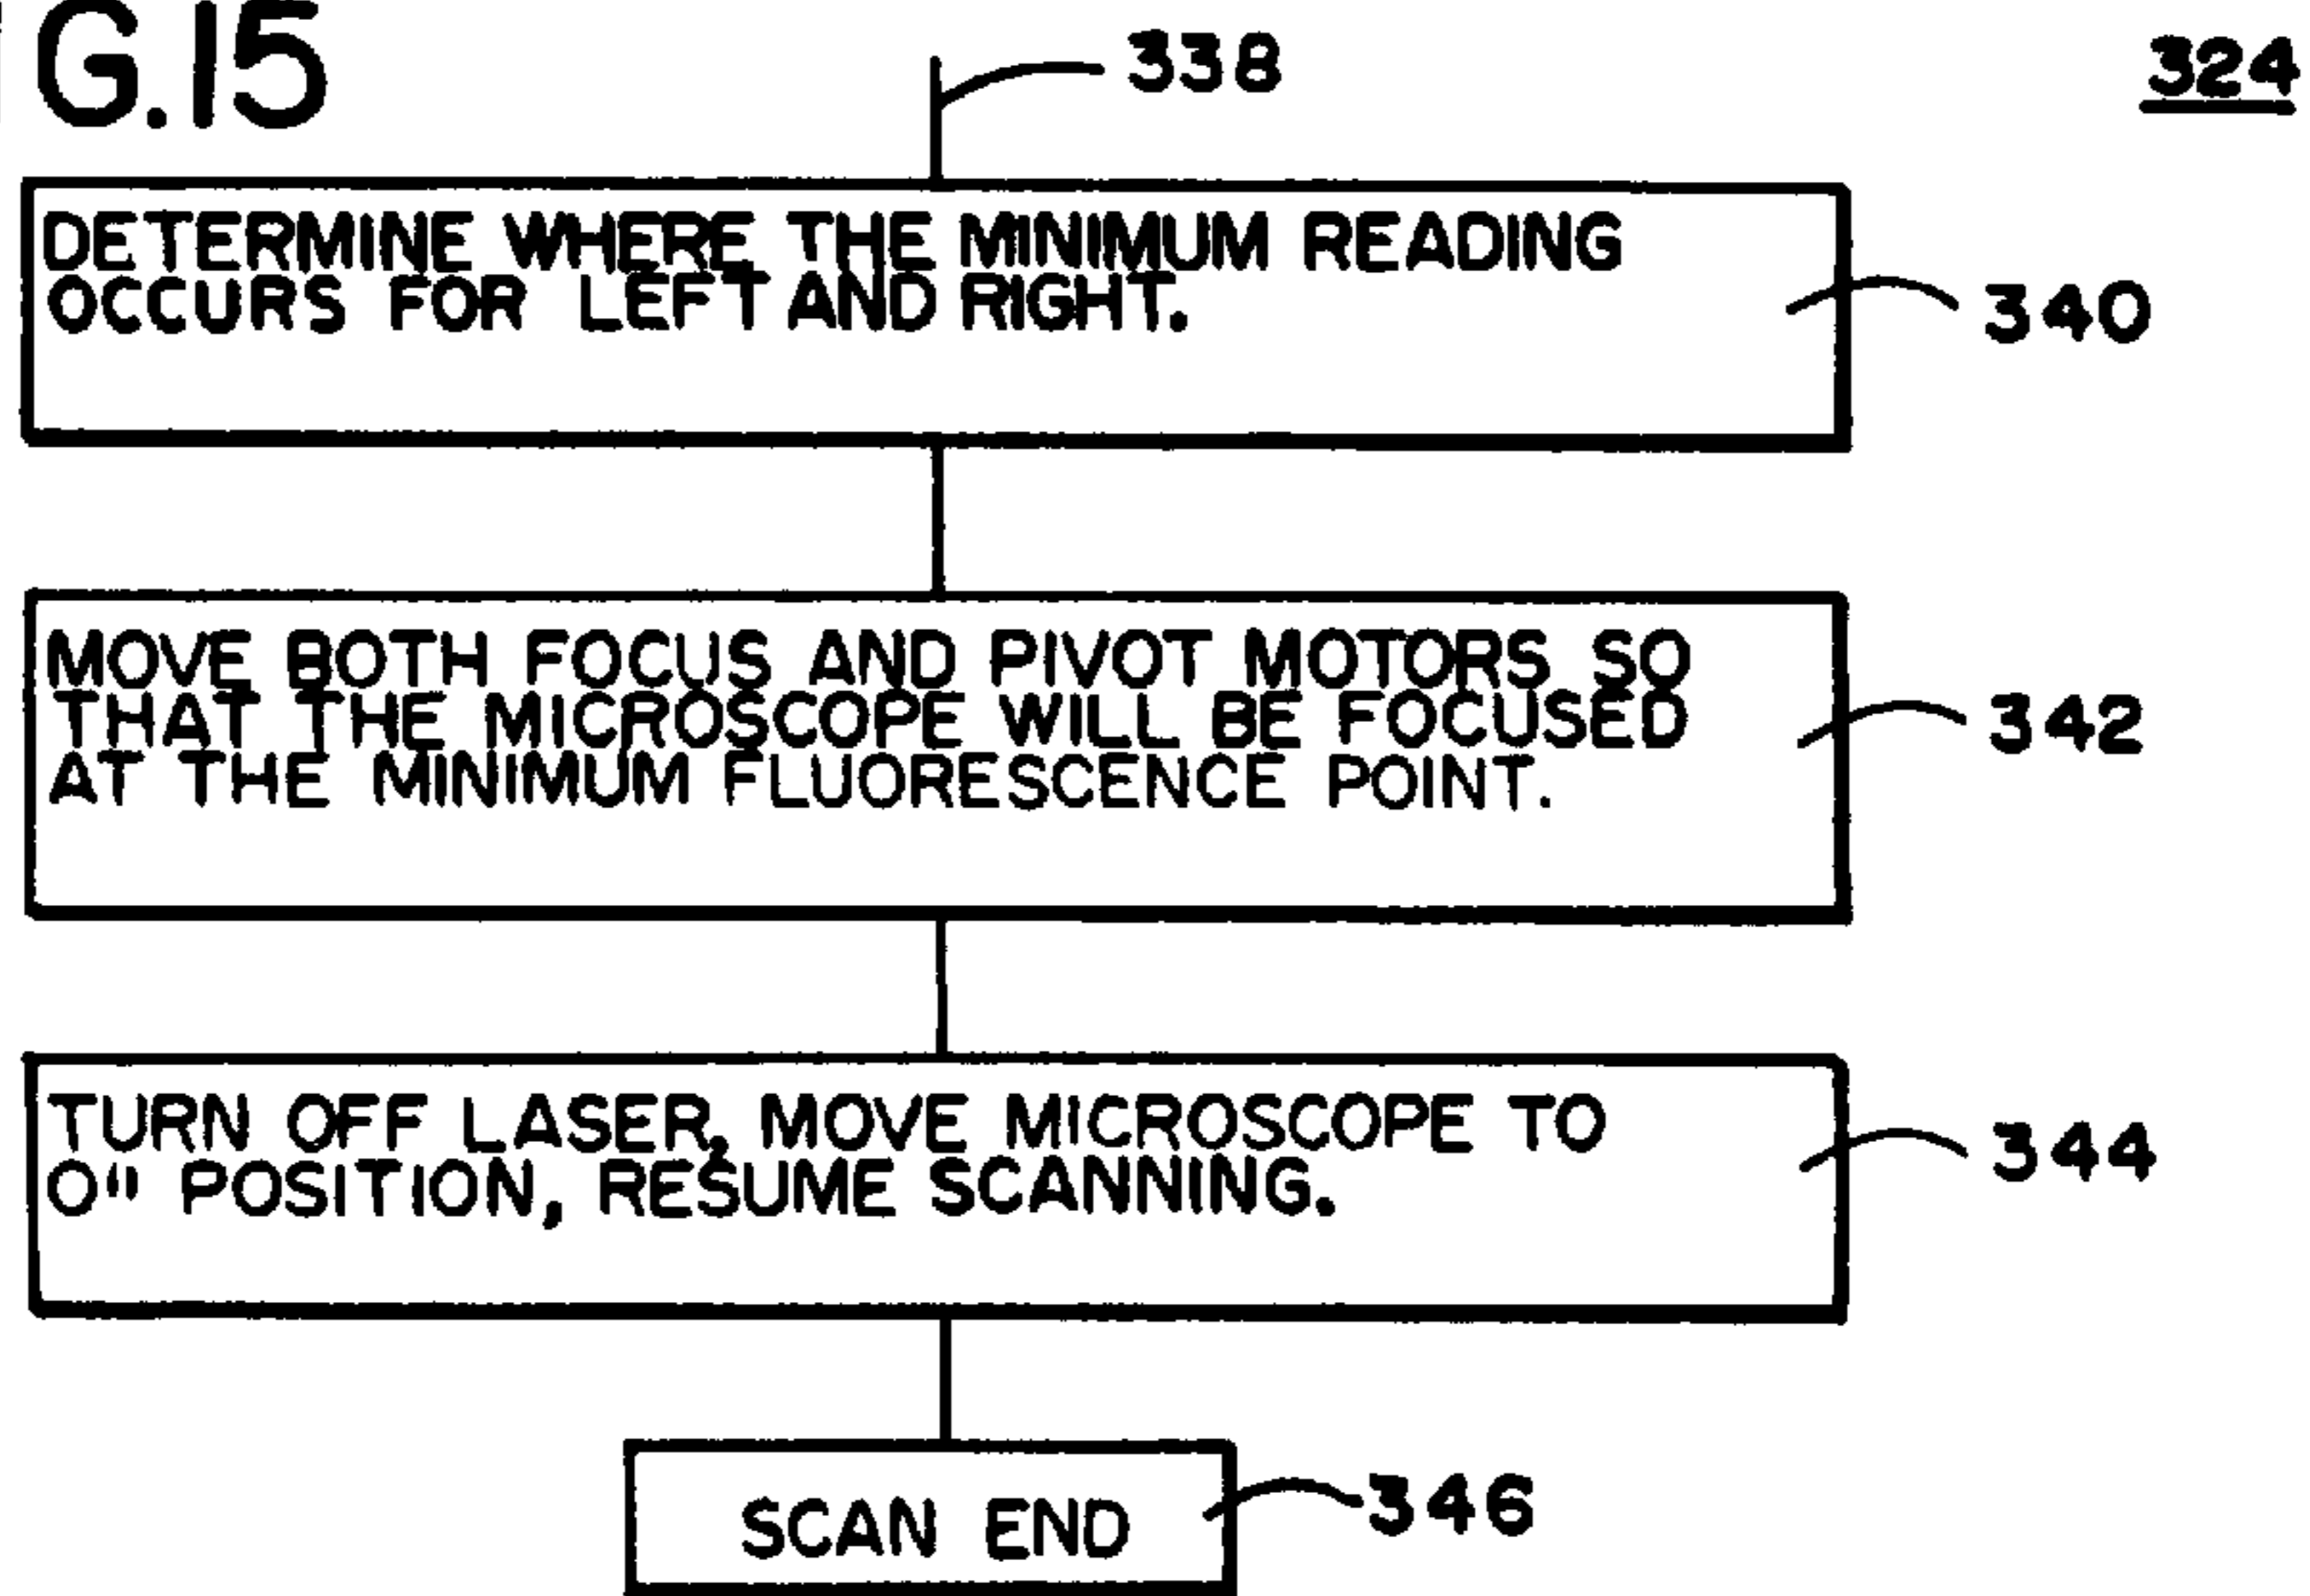 G.15
338
324
DETERMINE WHERE THE MINIMUM READING
OCCURS FOR LEFT AND RIGHT.
340
MOVE BOTH FOCUS AND PIVOT MOTORS SO
THAT THE MICROSCOPE WILL BE FOCUSED
AT THE MINIMUM FLUORESCENCE POINT.
342
TURN OFF LASER, MOVE MICROSCOPE TO
0" POSITION, RESUME SCANNING.
344
SCAN END
346